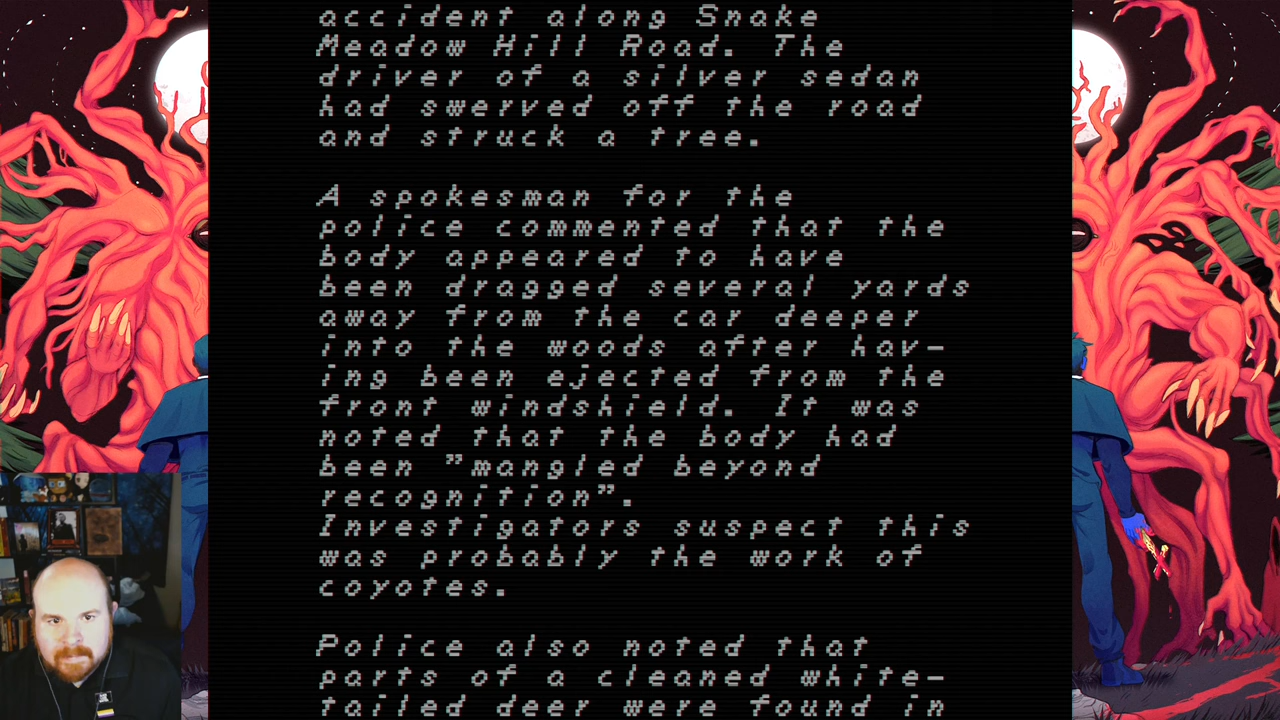 accident along Snake
Meadow Hill Road. The
driver of a silver sedan
had swerved off the road
and struck a tree.
A spokesman for the
police commented that the
body appeared to have
been dragged several yards
away from the car deeper
into the woods after hav-
ing been ejected from the
front windshield. It was
noted that the body had
been "mangled beyond
recognition".
Investigators suspect this
was probably the work of
coyotes.
Police also noted that
parts of a cleaned white-
tailed deer were found in